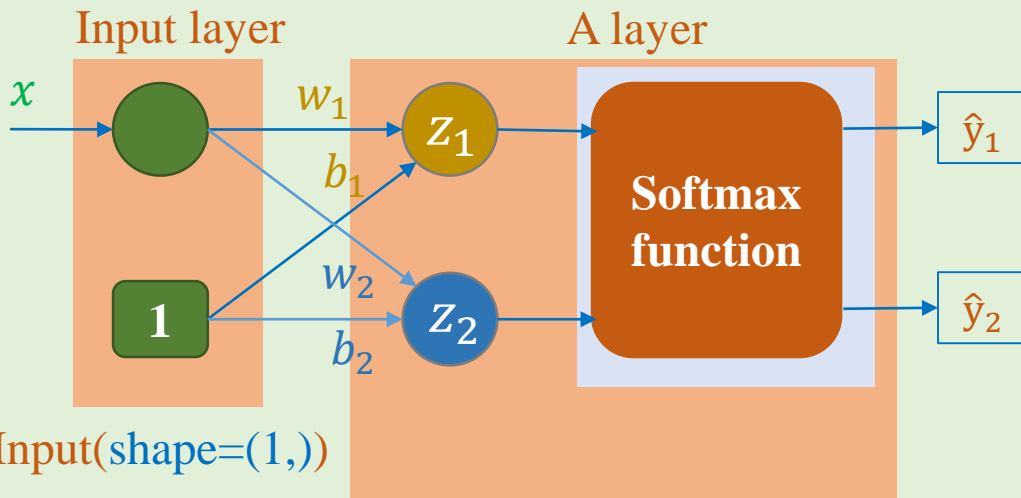 Input layer
A layer
x
w₁
z₁
ŷ₁
b₁
Softmax
function
w₂
1
z₂
ŷ₂
b₂
Input(shape=(1,))